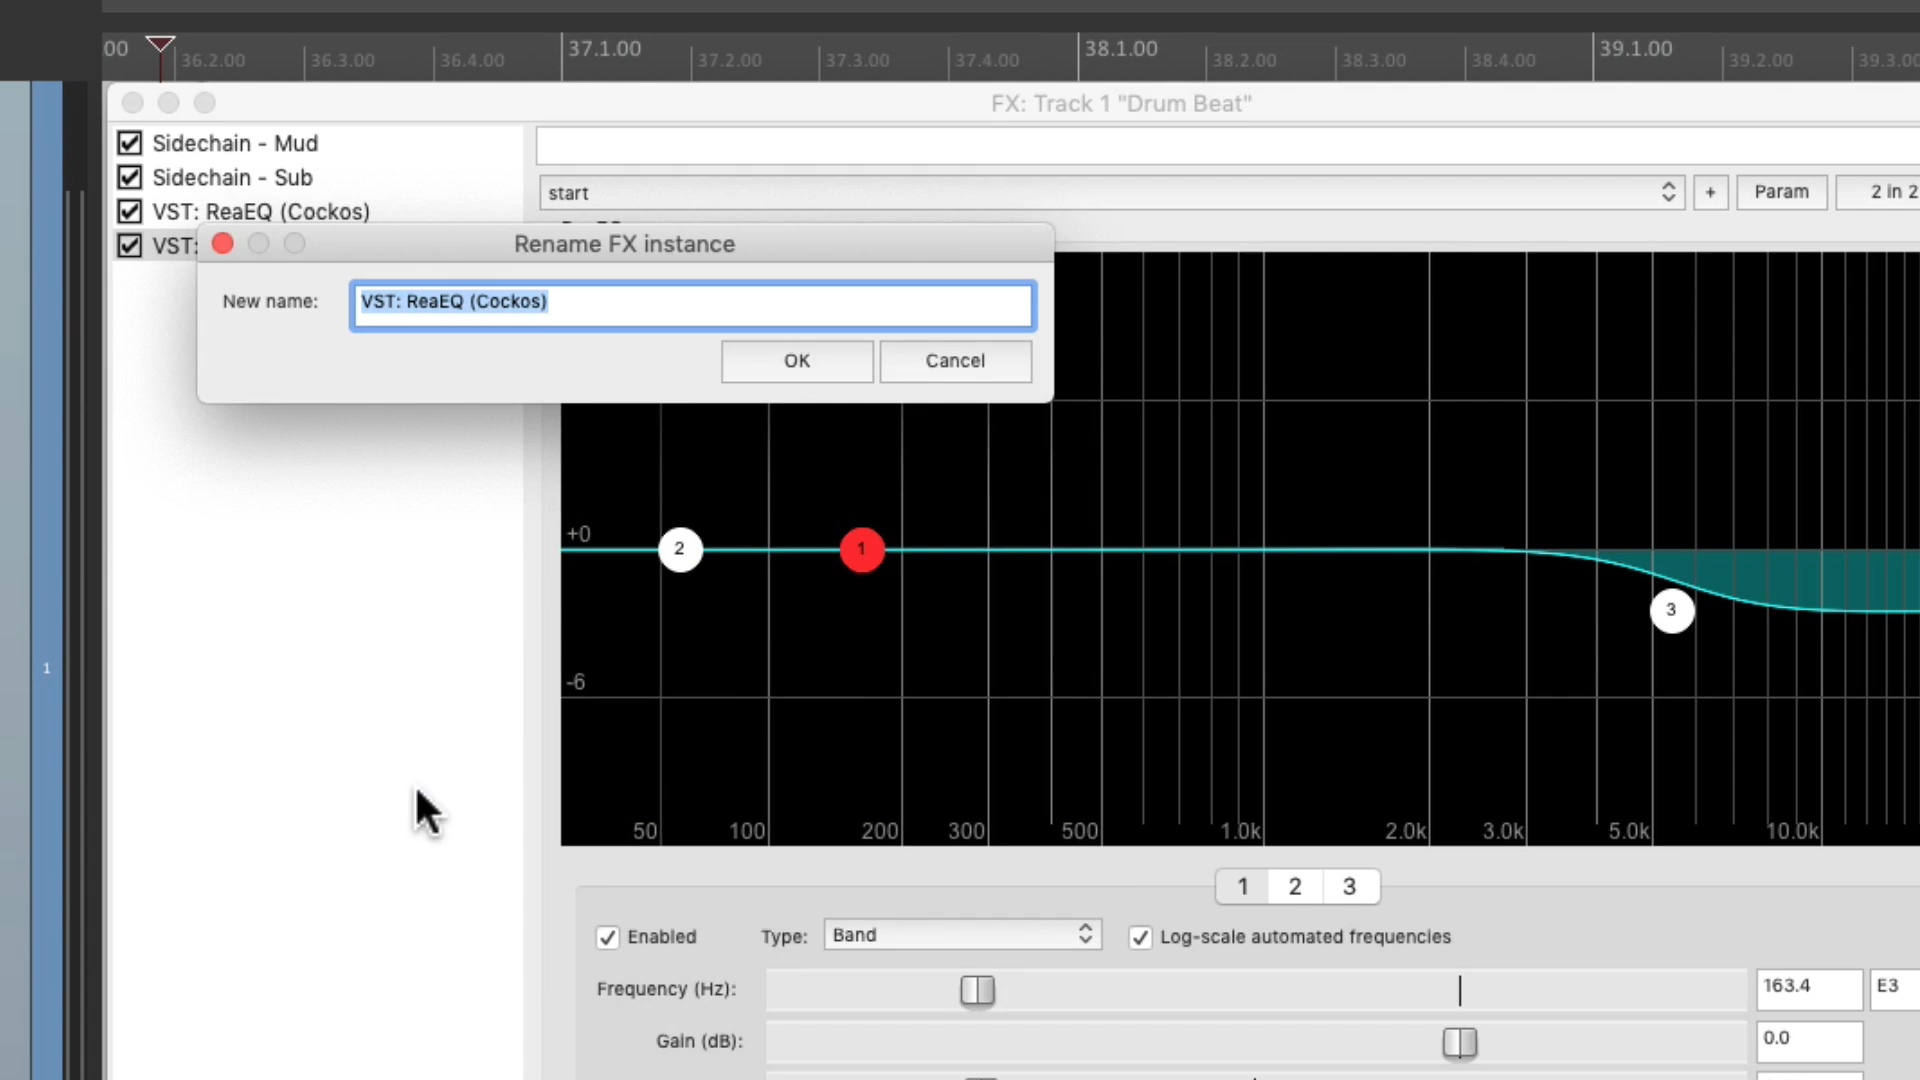 00 36.2.00 36.3.00 36.4.00 37.1.00 37.2.00 37.3.00 37.4.00 38.1.00 38.2.00 38.3.00 38.4.00 39.1.00 39.2.00 39.3.00
FX: Track 1 "Drum Beat"
Sidechain - Mud
Sidechain - Sub
VST: ReaEQ (Cockos)
VST:
start + Param 2 in 2
Rename FX instance
New name: VST: ReaEQ (Cockos)
OK Cancel
+0
2 1 3
-6
1
50 100 200 300 500 1.0k 2.0k 3.0k 5.0k 10.0k
1 2 3
Enabled Type: Band Log-scale automated frequencies
Frequency (Hz): 163.4 E3
Gain (dB): 0.0